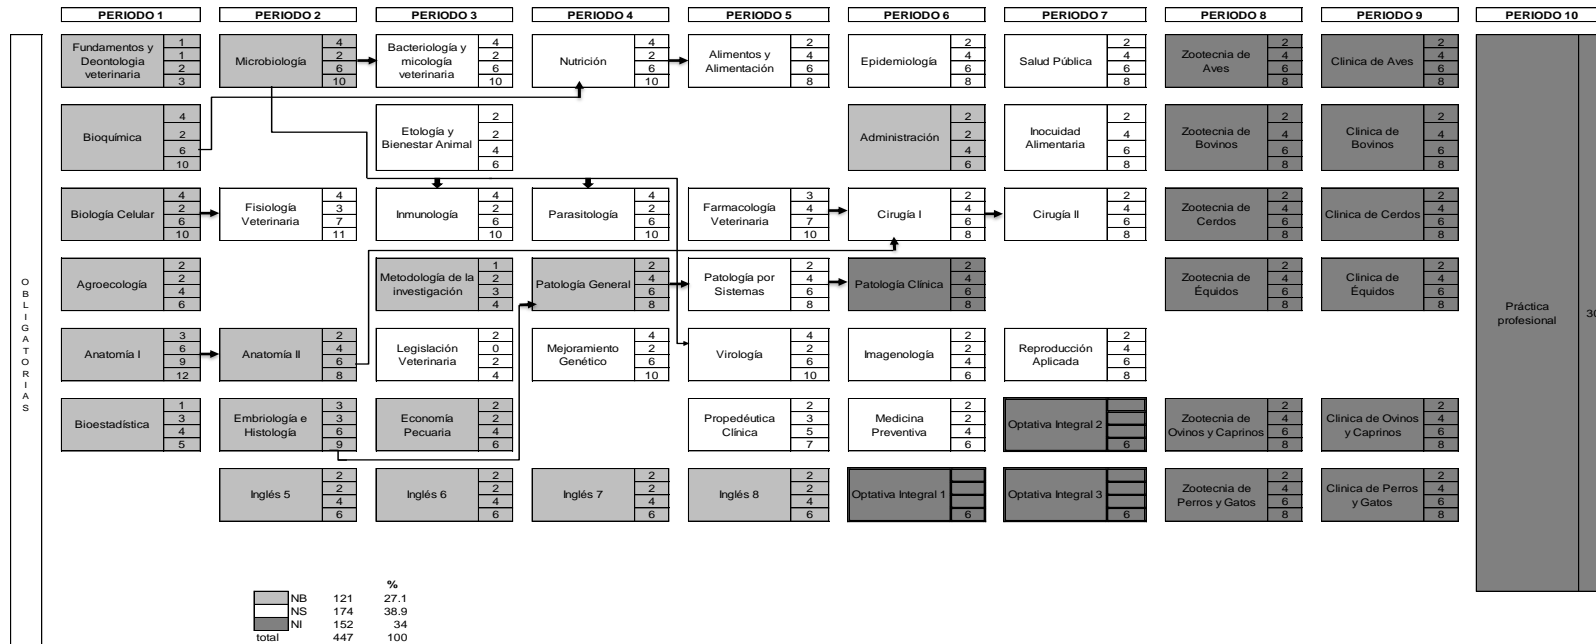 PERIODO 1
PERIODO 2
PERIODO 3
PERIODO 4
PERIODO 5
PERIODO 6
PERIODO 7
PERIODO 8
PERIODO 9
PERIODO 10
OBLIGATORIAS
Fundamentos y
Deontologia
veterinaria
1
1
2
3
Microbiología
4
2
6
10
Bacteriología y
micología
veterinaria
4
2
6
10
Nutrición
4
2
6
10
Alimentos y
Alimentación
2
4
6
8
Epidemiología
2
4
6
8
Salud Pública
2
4
6
8
Zootecnia de
Aves
2
4
6
8
Clinica de Aves
2
4
6
8
Bioquímica
4
2
6
10
Etología y
Bienestar Animal
2
2
4
6
Administración
2
2
4
6
Inocuidad
Alimentaria
2
4
6
8
Zootecnia de
Bovinos
2
4
6
8
Clinica de
Bovinos
2
4
6
8
Biología Celular
4
2
6
10
Fisiología
Veterinaria
4
3
7
11
Inmunología
4
2
6
10
Parasitología
4
2
6
10
Farmacología
Veterinaria
3
4
7
10
Cirugía I
2
4
6
8
Cirugía II
2
4
6
8
Zootecnia de
Cerdos
2
4
6
8
Clinica de Cerdos
2
4
6
8
Agroecología
2
2
4
6
Metodología de la
investigación
1
2
3
4
Patología General
2
4
6
8
Patología por
Sistemas
2
4
6
8
Patología Clínica
2
4
6
8
Zootecnia de
Équidos
2
4
6
8
Clinica de
Équidos
2
4
6
8
Práctica
profesional
30
Anatomía I
3
6
9
12
Anatomía II
2
4
6
8
Legislación
Veterinaria
2
0
2
4
Mejoramiento
Genético
4
2
6
10
Virología
4
2
6
10
Imagenología
2
2
4
6
Reproducción
Aplicada
2
4
6
8
Bioestadística
1
3
4
5
Embriología e
Histología
3
3
6
9
Economía
Pecuaria
2
2
4
6
Propedéutica
Clínica
2
3
5
7
Medicina
Preventiva
2
2
4
6
Optativa Integral 2
6
Zootecnia de
Ovinos y Caprinos
2
4
6
8
Clinica de Ovinos
y Caprinos
2
4
6
8
Inglés 5
2
2
4
6
Inglés 6
2
2
4
6
Inglés 7
2
2
4
6
Inglés 8
2
2
4
6
Optativa Integral 1
6
Optativa Integral 3
6
Zootecnia de
Perros y Gatos
2
4
6
8
Clinica de Perros
y Gatos
2
4
6
8
%
NB 121 27.1
NS 174 38.9
NI 152 34
total 447 100